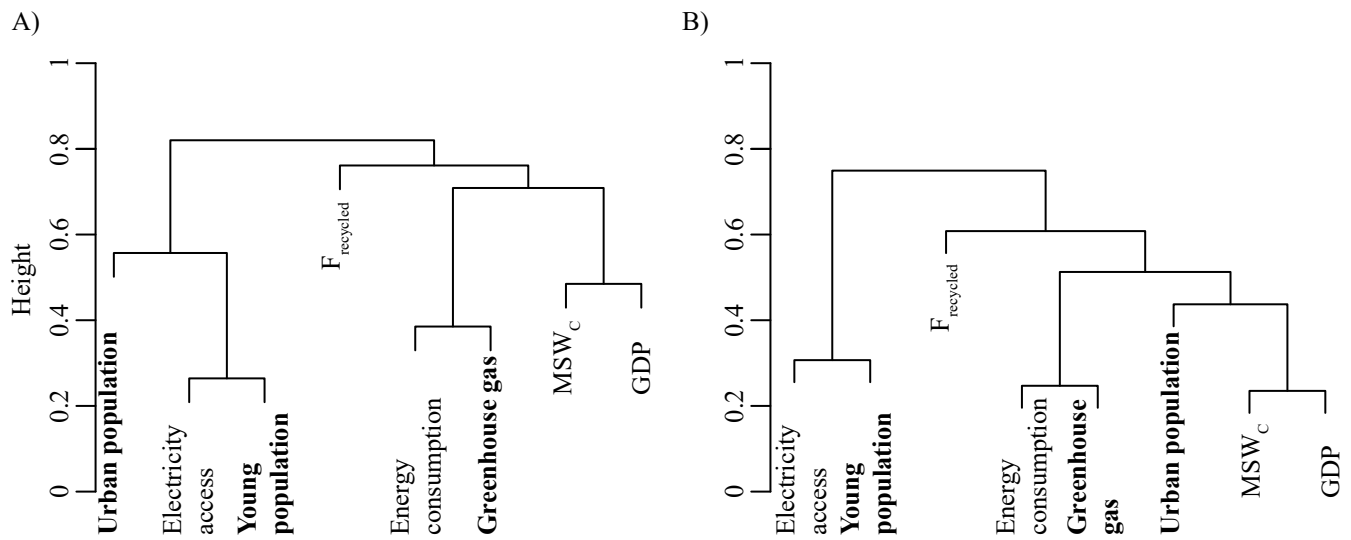 A)
Height
0
0.2
0.4
0.6
0.8
1
Urban population
Electricity
access
Young
population
F recycled
Energy
consumption
Greenhouse gas
MSW C
GDP
B)
0
0.2
0.4
0.6
0.8
1
Electricity
access
Young
population
F recycled
Energy
consumption
Greenhouse
gas
Urban population
MSW C
GDP